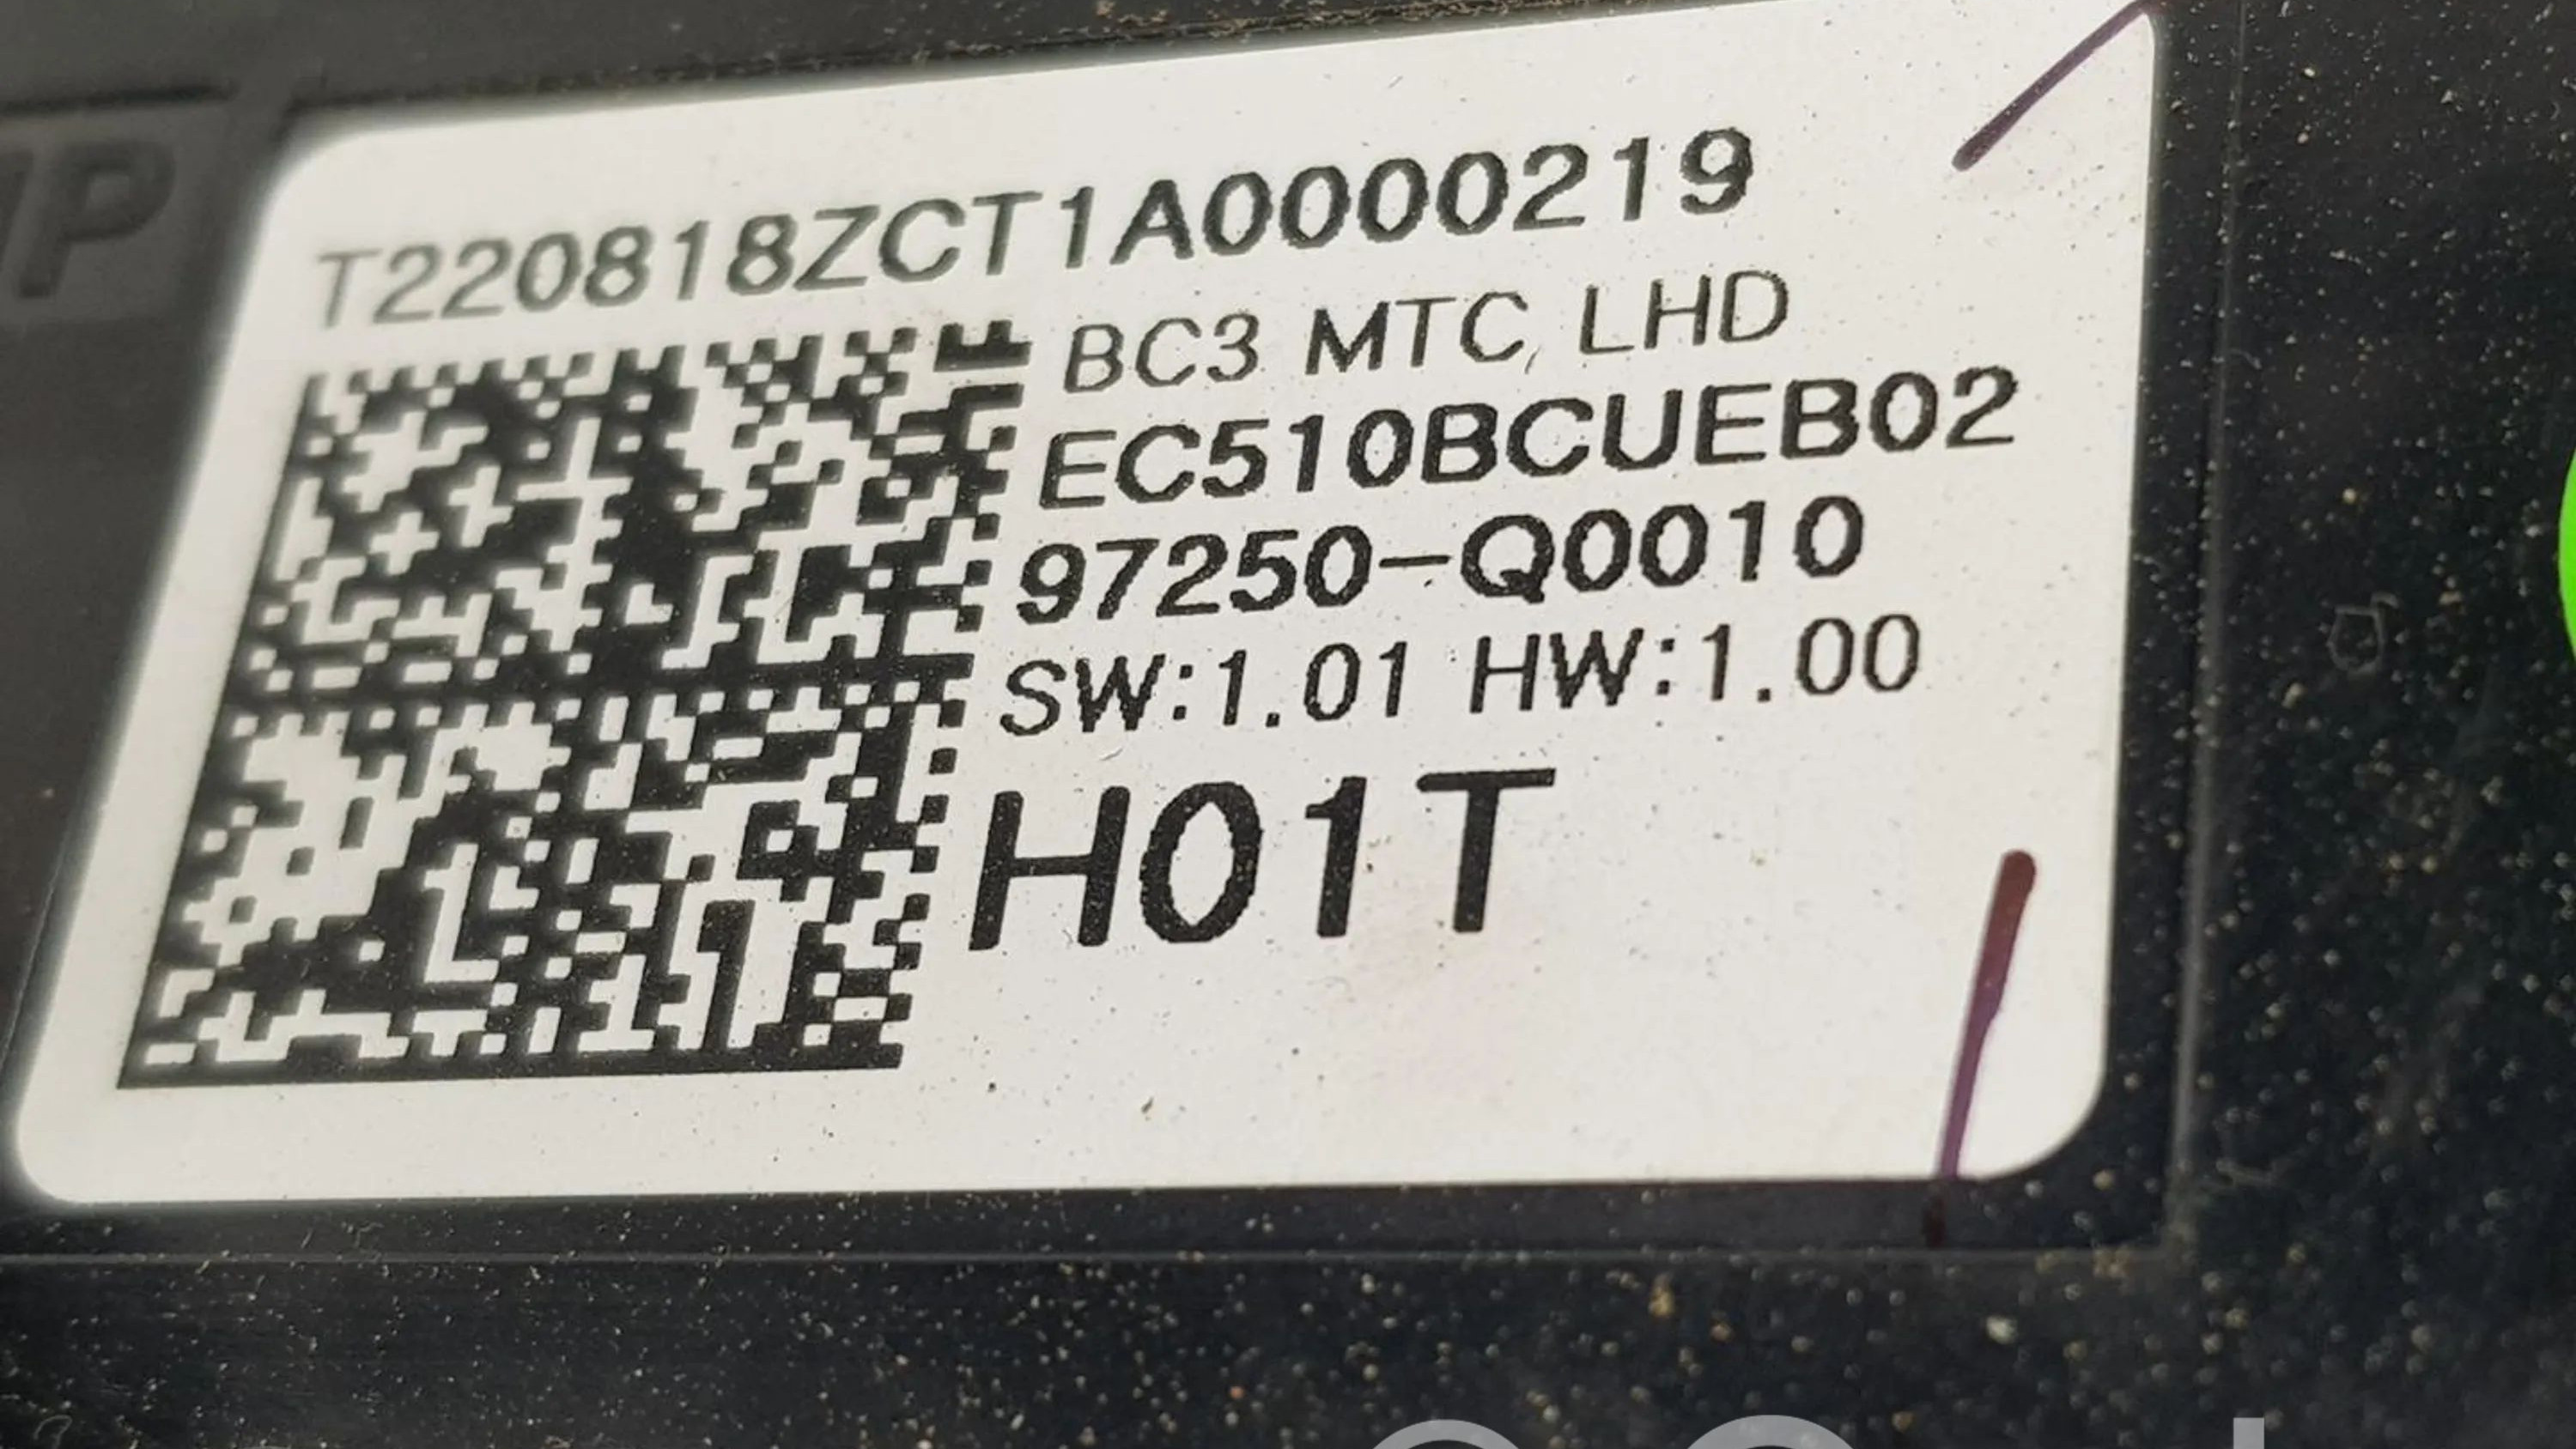 T220818ZCT1A0000219
BC3 MTC LHD
EC510BCUEB02
97250-Q0010
SW:1.01 HW:1.00
H01T